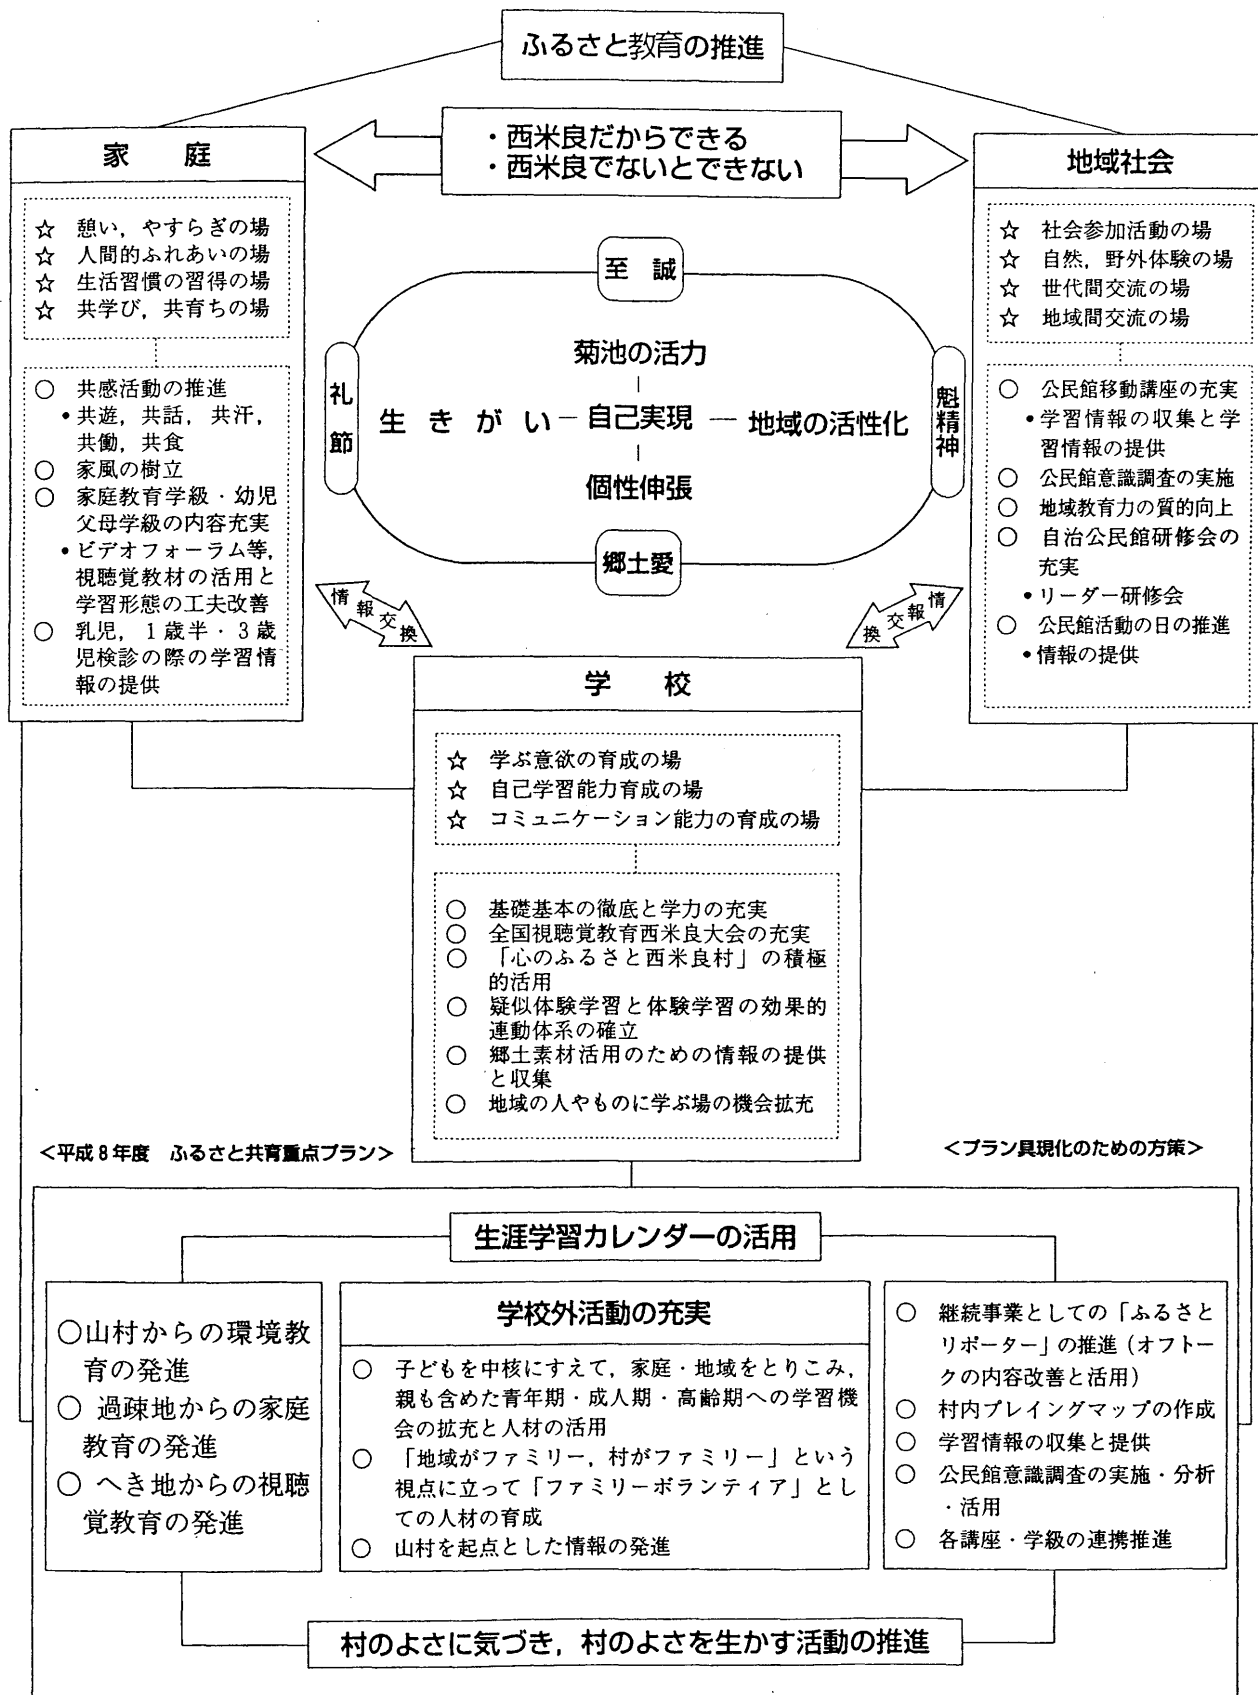 ふるさと教育の推進
・西米良だからできる
・西米良でないとできない
家　庭
☆　憩い，やすらぎの場
☆　人間的ふれあいの場
☆　生活習慣の習得の場
☆　共学び，共育ちの場
○　共感活動の推進
•共遊，共話，共汗，
共働，共食
○　家風の樹立
○　家庭教育学級・幼児
父母学級の内容充実
•ビデオフォーラム等，
視聴覚教材の活用と
学習形態の工夫改善
○　乳児，1歳半・3歳
児検診の際の学習情
報の提供
至　誠
礼節
魁精神
菊池の活力
生きがい－自己実現－地域の活性化
個性伸張
郷土愛
地域社会
☆　社会参加活動の場
☆　自然，野外体験の場
☆　世代間交流の場
☆　地域間交流の場
○　公民館移動講座の充実
•学習情報の収集と学
習情報の提供
○　公民館意識調査の実施
○　地域教育力の質的向上
○　自治公民館研修会の
充実
•リーダー研修会
○　公民館活動の日の推進
•情報の提供
情報交換
情報交換
学　校
☆　学ぶ意欲の育成の場
☆　自己学習能力育成の場
☆　コミュニケーション能力の育成の場
○　基礎基本の徹底と学力の充実
○　全国視聴覚教育西米良大会の充実
○　「心のふるさと西米良村」の積極
的活用
○　疑似体験学習と体験学習の効果的
連動体系の確立
○　郷土素材活用のための情報の提供
と収集
○　地域の人やものに学ぶ場の機会拡充
＜平成8年度　ふるさと共育重点プラン＞
＜プラン具現化のための方策＞
生涯学習カレンダーの活用
○山村からの環境教
育の発進
○ 過疎地からの家庭
教育の発進
○ へき地からの視聴
覚教育の発進
学校外活動の充実
○　子どもを中核にすえて，家庭・地域をとりこみ，
親も含めた青年期・成人期・高齢期への学習機
会の拡充と人材の活用
○　「地域がファミリー，村がファミリー」という
視点に立って「ファミリーボランティア」とし
ての人材の育成
○　山村を起点とした情報の発進
○　継続事業としての「ふるさと
リポーター」の推進（オフトー
クの内容改善と活用）
○　村内プレイングマップの作成
○　学習情報の収集と提供
○　公民館意識調査の実施・分析
・活用
○　各講座・学級の連携推進
村のよさに気づき，村のよさを生かす活動の推進